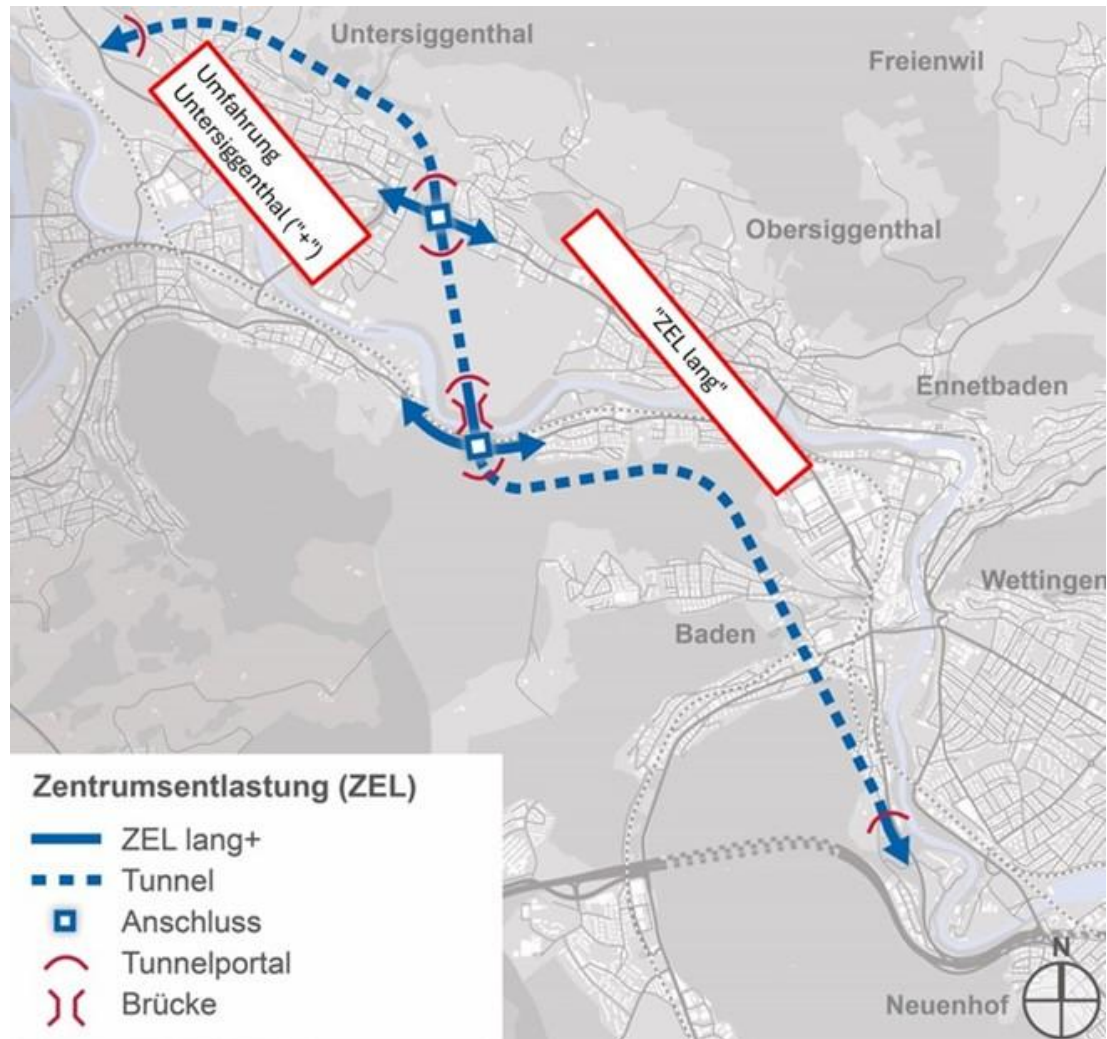 Untersiggenthal
Freienwil
Umfahrung
Untersiggenthal ("+")
Obersiggenthal
"ZEL lang"
Ennetbaden
Wettingen
Baden
Zentrumsentlastung (ZEL)
ZEL lang+
Tunnel
Anschluss
Tunnelportal
Brücke
N
Neuenhof